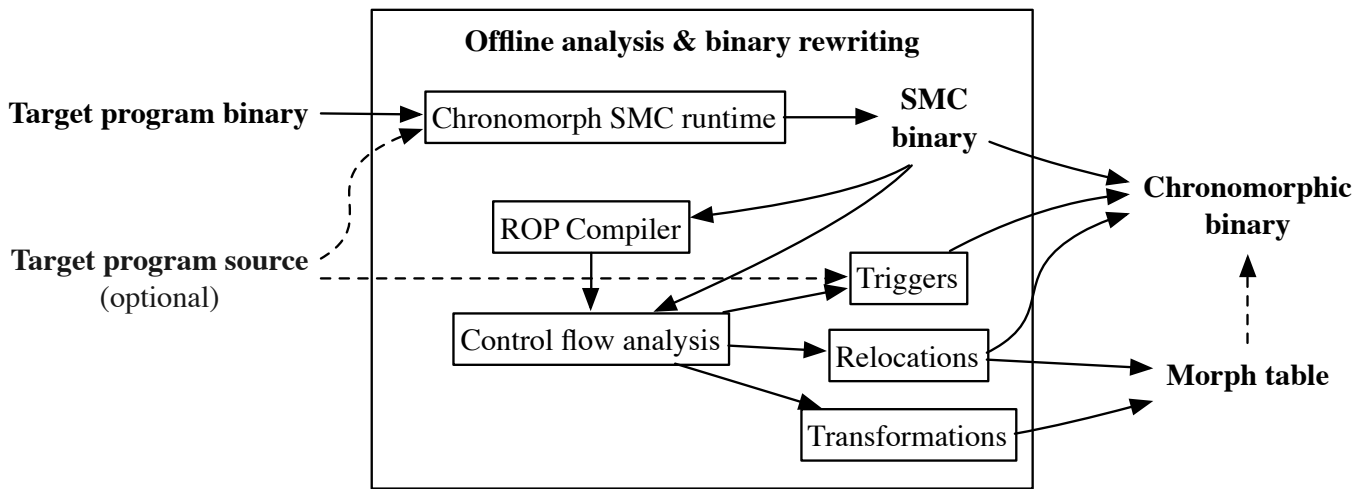 Offline analysis & binary rewriting
Target program binary
Chronomorph SMC runtime
SMC
binary
Chronomorphic
binary
ROP Compiler
Target program source
(optional)
Triggers
Control flow analysis
Relocations
Morph table
Transformations